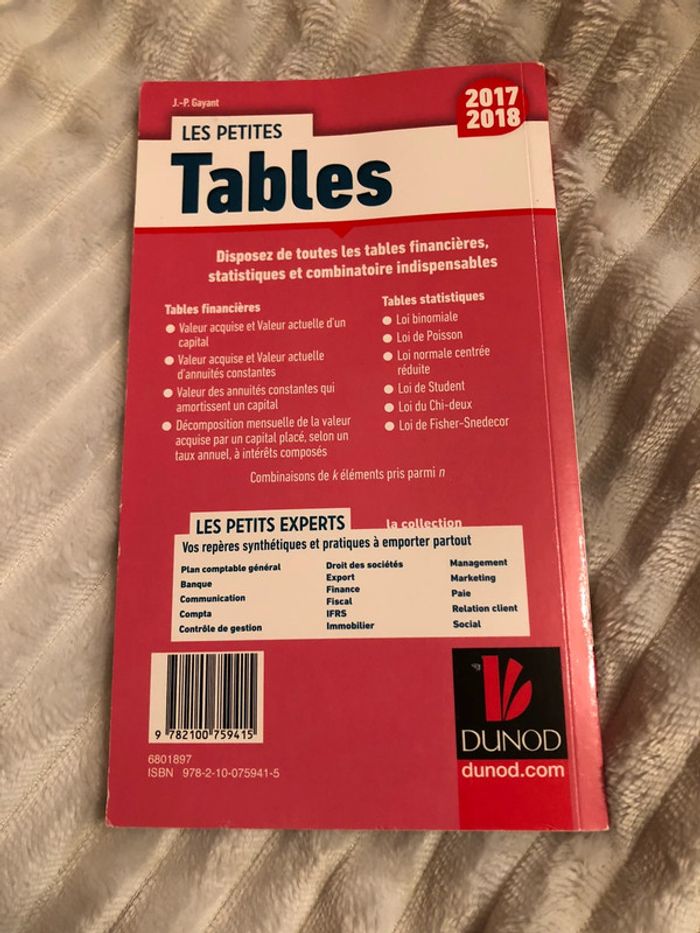 J.-P. Gayant
2017
2018
LES PETITES
Tables
Disposez de toutes les tables financières,
statistiques et combinatoire indispensables
Tables financières
● Valeur acquise et Valeur actuelle d'un
capital
● Valeur acquise et Valeur actuelle
d'annuités constantes
● Valeur des annuités constantes qui
amortissent un capital
● Décomposition mensuelle de la valeur
acquise par un capital placé, selon un
taux annuel, à intérêts composés
Tables statistiques
● Loi binomiale
● Loi de Poisson
● Loi normale centrée
réduite
● Loi de Student
● Loi du Chi-deux
● Loi de Fisher-Snedecor
Combinaisons de k éléments pris parmi n
LES PETITS EXPERTS la collection
Vos repères synthétiques et pratiques à emporter partout
Plan comptable général
Banque
Communication
Compta
Contrôle de gestion
Droit des sociétés
Export
Finance
Fiscal
IFRS
Immobilier
Management
Marketing
Paie
Relation client
Social
9 782100 759415
6801897
ISBN 978-2-10-075941-5
DUNOD
dunod.com